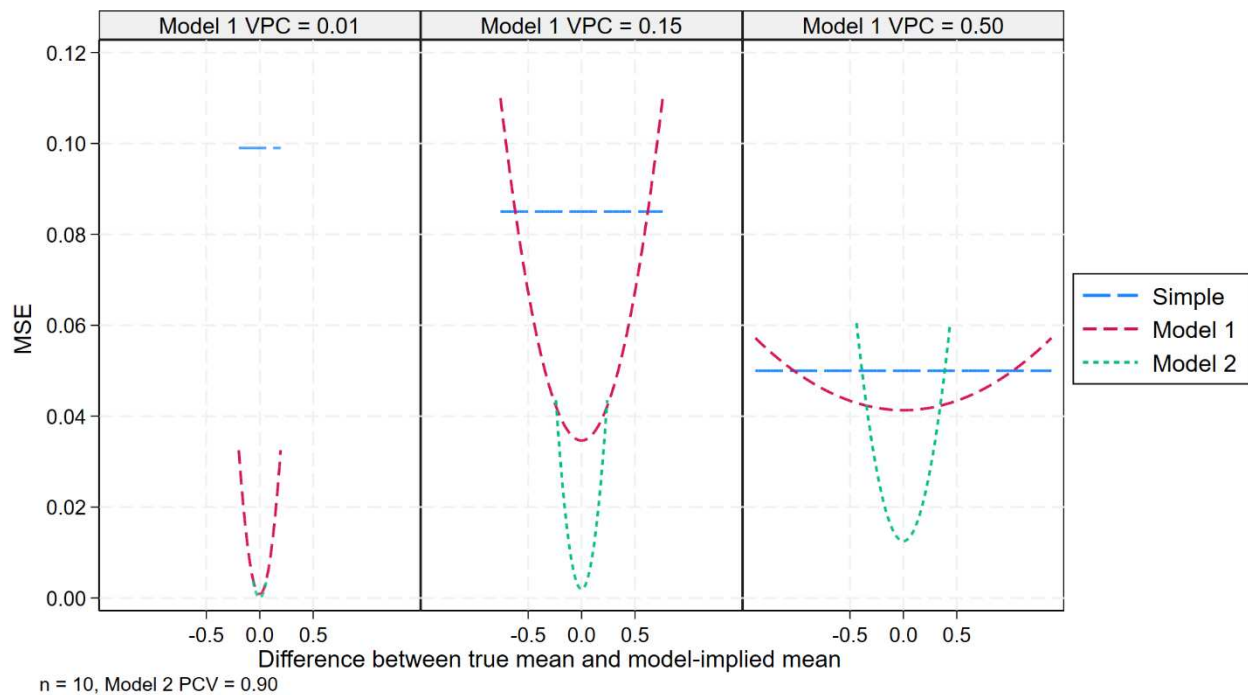 Model 1 VPC = 0.01
Model 1 VPC = 0.15
Model 1 VPC = 0.50
0.12
0.10
0.08
0.06
0.04
0.02
0.00
MSE
-0.5 0.0 0.5
-0.5 0.0 0.5
-0.5 0.0 0.5
Difference between true mean and model-implied mean
n = 10, Model 2 PCV = 0.90
Simple
Model 1
Model 2